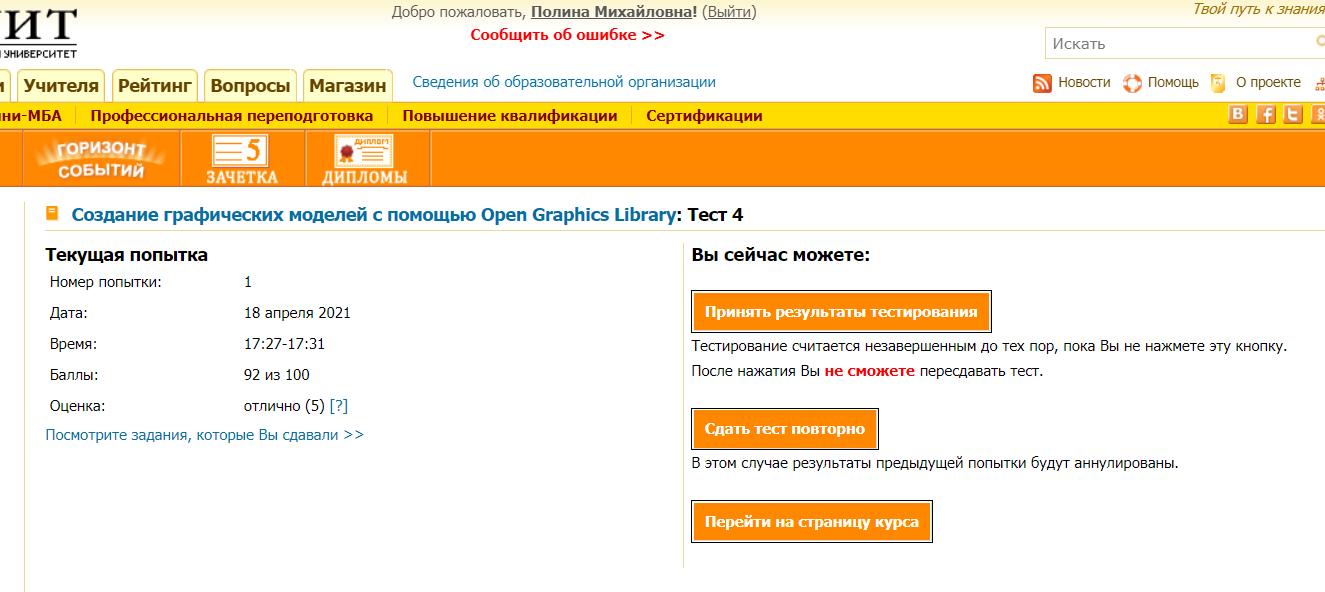 Добро пожаловать, Полина Михайловна! (Выйти)
Твой путь к знания
Сообщить об ошибке >>
УНИВЕРСИТЕТ
Искать
Учителя
Рейтинг
Вопросы
Магазин
Сведения об образовательной организации
Новости
Помощь
О проекте
ни-МБА
Профессиональная переподготовка
Повышение квалификации
Сертификации
ГОРИЗОНТ
СОБЫТИЙ
5
ЗАЧЕТКА
ДИПЛОМ
ДИПЛОМЫ
Создание графических моделей с помощью Open Graphics Library: Тест 4
Текущая попытка
Номер попытки: 1
Дата: 18 апреля 2021
Время: 17:27-17:31
Баллы: 92 из 100
Оценка: отлично (5) [?]
Посмотрите задания, которые Вы сдавали >>
Вы сейчас можете:
Принять результаты тестирования
Тестирование считается незавершенным до тех пор, пока Вы не нажмете эту кнопку.
После нажатия Вы не сможете пересдавать тест.
Сдать тест повторно
В этом случае результаты предыдущей попытки будут аннулированы.
Перейти на страницу курса